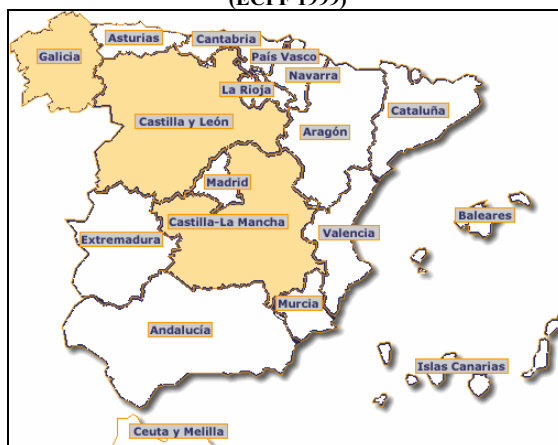 (ECPF 1999)
Asturias
Cantabria
Galicia
País Vasco
Navarra
La Rioja
Cataluña
Castilla y León
Aragón
Madrid
Baleares
Castilla-La Mancha
Valencia
Extremadura
Murcia
Andalucía
Islas Canarias
Ceuta y Melilla